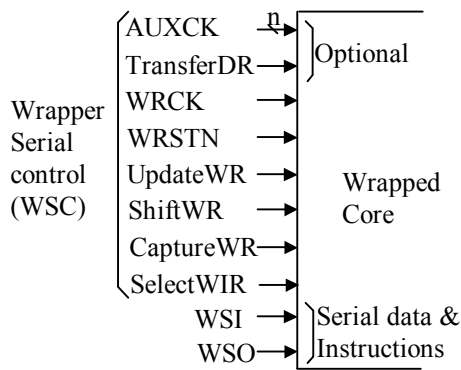 n
AUXCK
TransferDR
Optional
WRCK
Wrapper
Serial
control
(WSC)
WRSTN
UpdateWR
ShiftWR
CaptureWR
SelectWIR
Wrapped
Core
WSI
WSO
Serial data &
Instructions